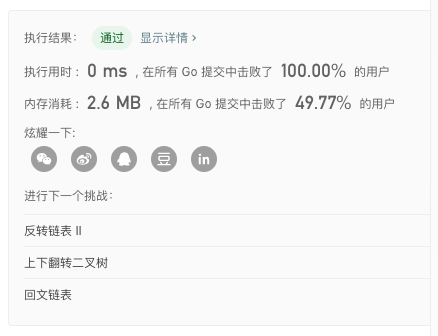 执行结果： 通过 显示详情 ›
执行用时： 0 ms ，在所有 Go 提交中击败了 100.00% 的用户
内存消耗： 2.6 MB ，在所有 Go 提交中击败了 49.77% 的用户
炫耀一下:
豆 in
进行下一个挑战：
反转链表 II
上下翻转二叉树
回文链表